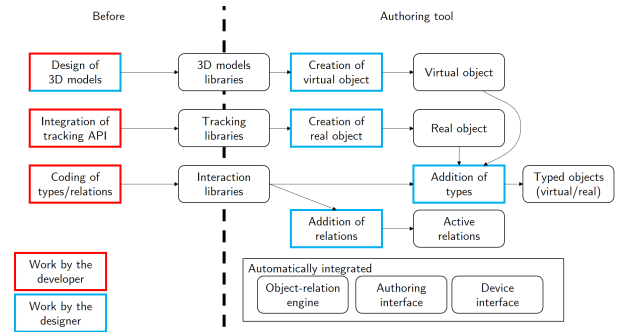 Before
Authoring tool
Design of
3D models
3D models
libraries
Creation of
virtual object
Virtual object
Integration of
tracking API
Tracking
libraries
Creation of
real object
Real object
Coding of
types/relations
Interaction
libraries
Addition of
types
Typed objects
(virtual/real)
Addition of
relations
Active
relations
Work by the
developer
Work by the
designer
Automatically integrated
Object-relation
engine
Authoring
interface
Device
interface